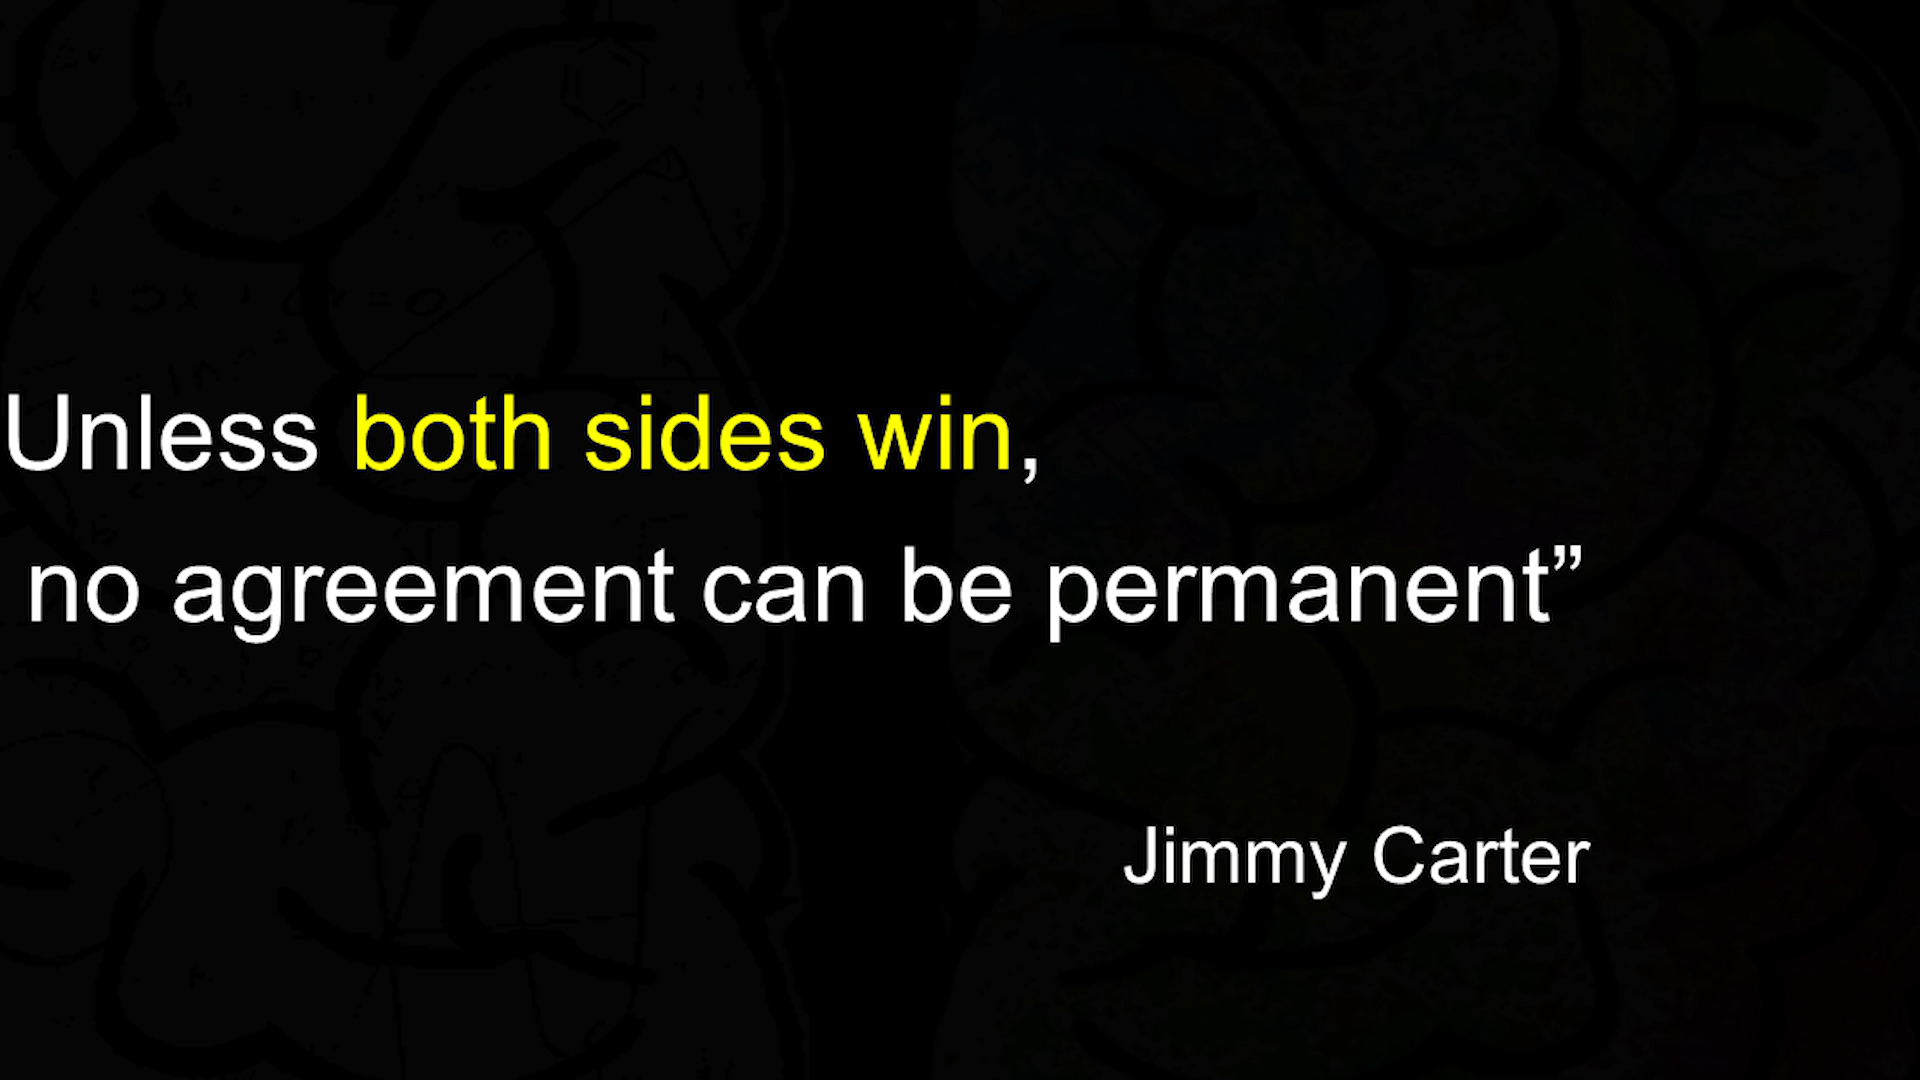 Unless both sides win,
no agreement can be permanent”
Jimmy Carter